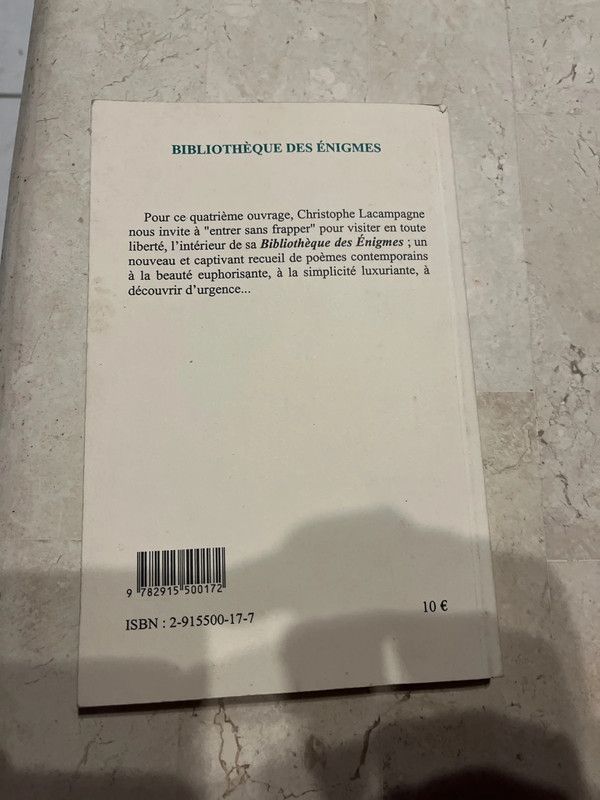 BIBLIOTHÈQUE DES ÉNIGMES
Pour ce quatrième ouvrage, Christophe Lacampagne
nous invite à "entrer sans frapper" pour visiter en toute
liberté, l'intérieur de sa Bibliothèque des Énigmes ; un
nouveau et captivant recueil de poèmes contemporains
à la beauté euphorisante, à la simplicité luxuriante, à
découvrir d'urgence...
9 782915 500172
ISBN : 2-915500-17-7
10 €